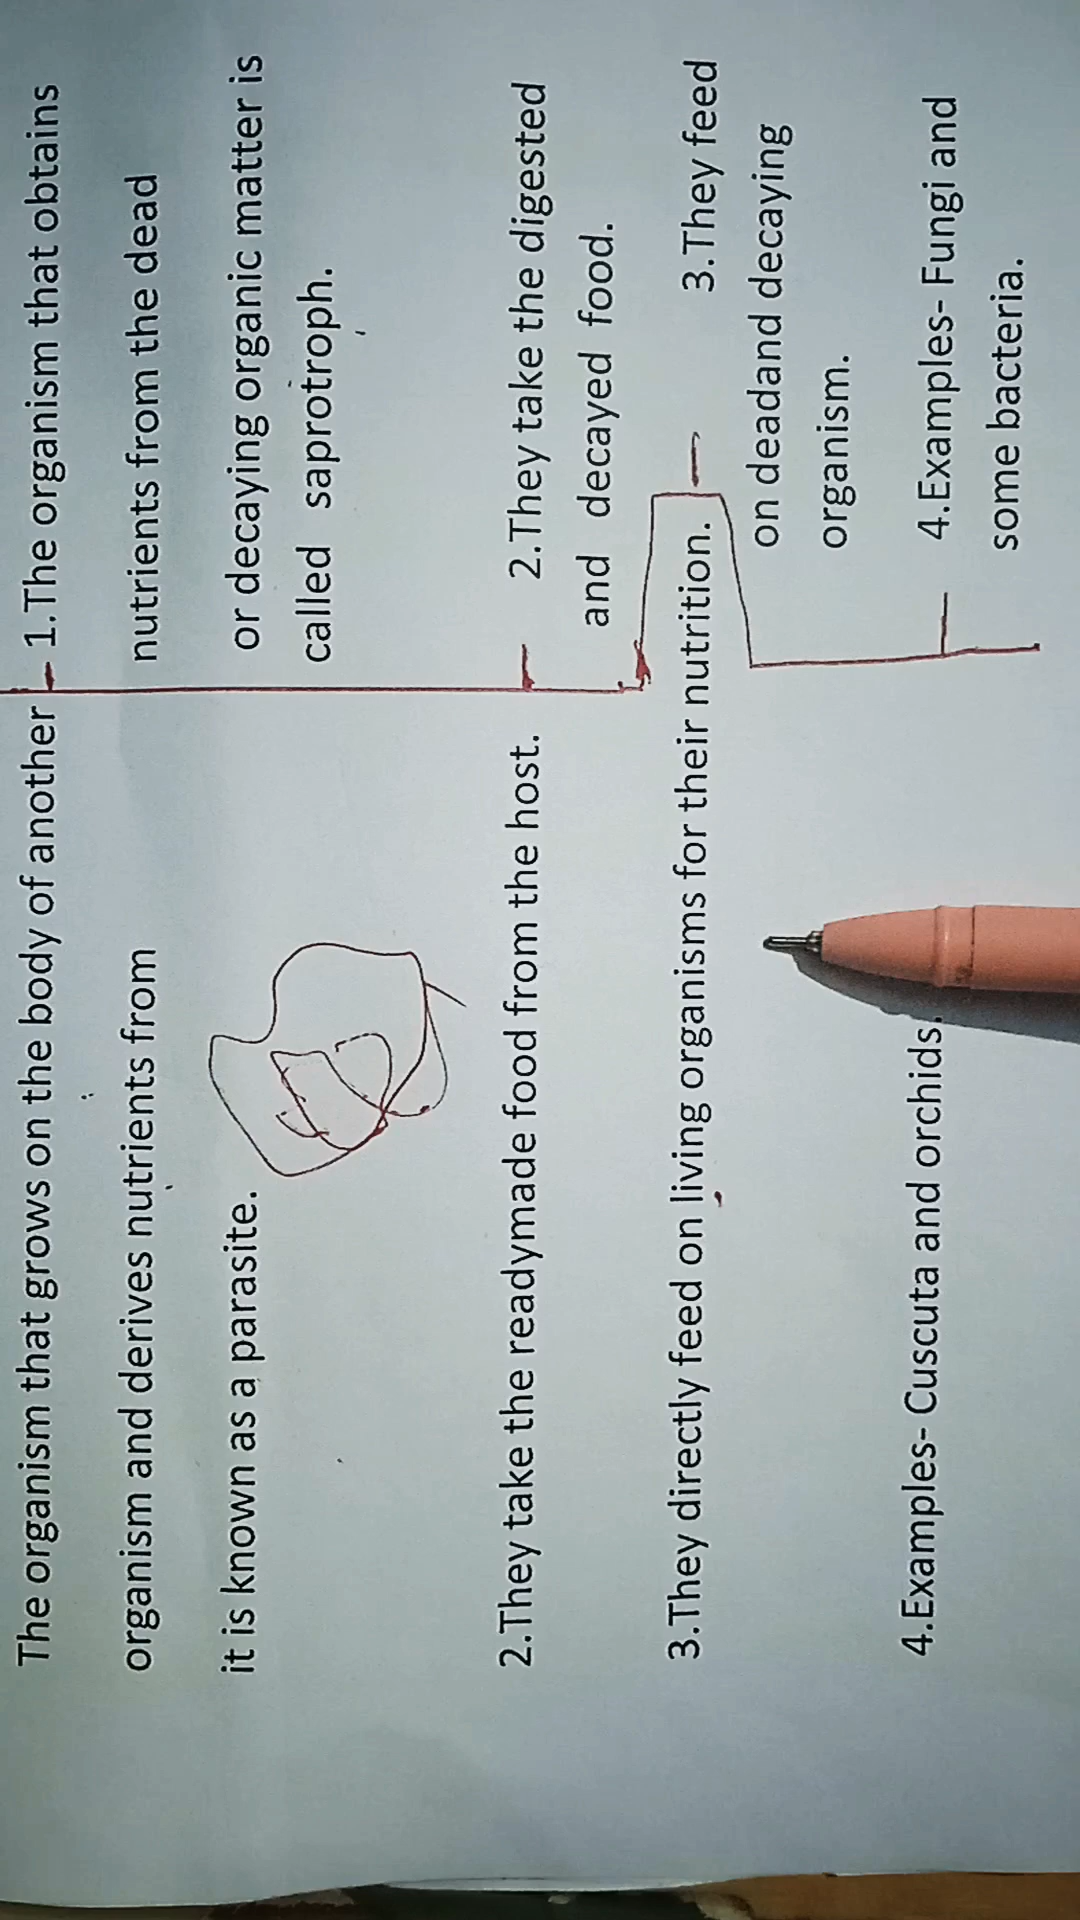 The organism that grows on the body of another
organism and derives nutrients from
it is known as a parasite.
2.They take the readymade food from the host.
3.They directly feed on living organisms for their nutrition.
4.Examples- Cuscuta and orchids.
1.The organism that obtains
nutrients from the dead
or decaying organic matter is
called saprotroph.
2.They take the digested
and decayed food.
3.They feed
on deadand decaying
organism.
4.Examples- Fungi and
some bacteria.